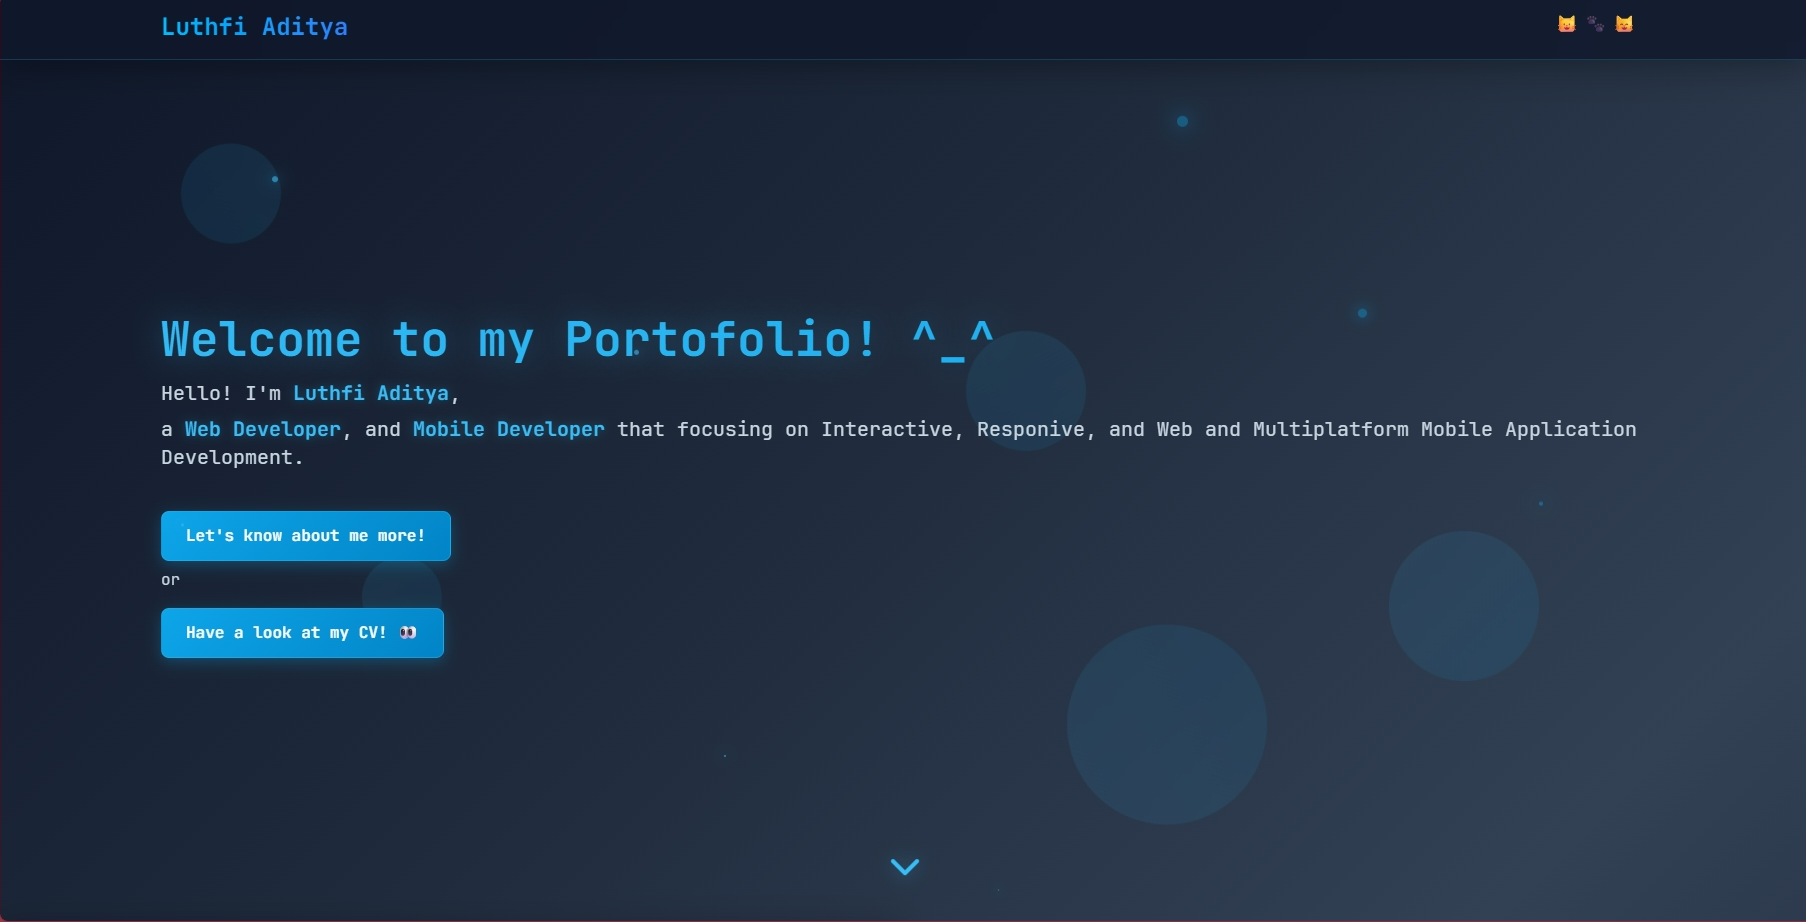 Luthfi Aditya
🐱 🐾 😸
Welcome to my Portofolio! ^_^
Hello! I'm Luthfi Aditya,
a Web Developer, and Mobile Developer that focusing on Interactive, Responive, and Web and Multiplatform Mobile Application
Development.
Let's know about me more!
or
Have a look at my CV! 👀